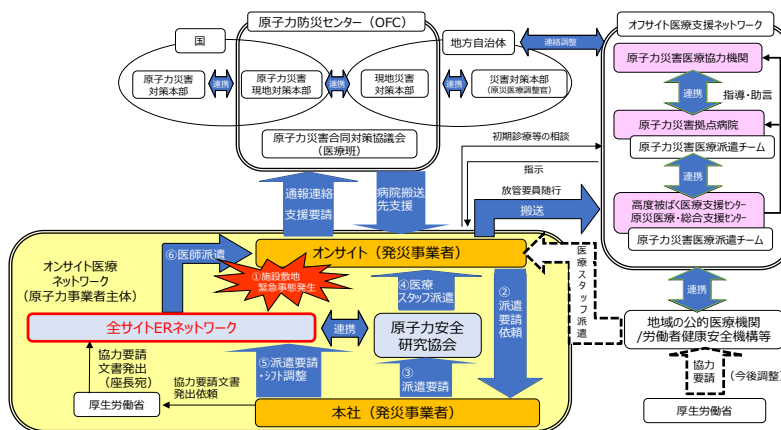 原子力防災センター（OFC）
国
地方自治体
原子力災害
対策本部
連携
原子力災害
現地対策本部
連携
現地災害
対策本部
連携
災害対策本部
（原災医療調整官）
原子力災害合同対策協議会
（医療班）
連絡調整
オフサイト医療支援ネットワーク
原子力災害医療協力機関
連携
指導・助言
原子力災害拠点病院
原子力災害医療派遣チーム
連携
高度被ばく医療支援センター
原災医療・総合支援センター
原子力災害医療派遣チーム
連携
地域の公的医療機関
/労働者健康安全機構等
協力
要請
（今後調整）
厚生労働省
初期診療等の相談
指示
放管要員随行
搬送
通報連絡
支援要請
病院搬送
先支援
医療スタッフ派遣
オンサイト医療
ネットワーク
（原子力事業者主体）
⑥医師派遣
オンサイト（発災事業者）
①施設敷地
緊急事態発生
④医療
スタッフ派遣
②
派遣
要請
依頼
全サイトERネットワーク
連携
原子力安全
研究協会
協力要請
文書発出
（座長宛）
協力要請文書
発出依頼
⑤派遣要請
・シフト調整
③
派遣要請
厚生労働省
本社（発災事業者）